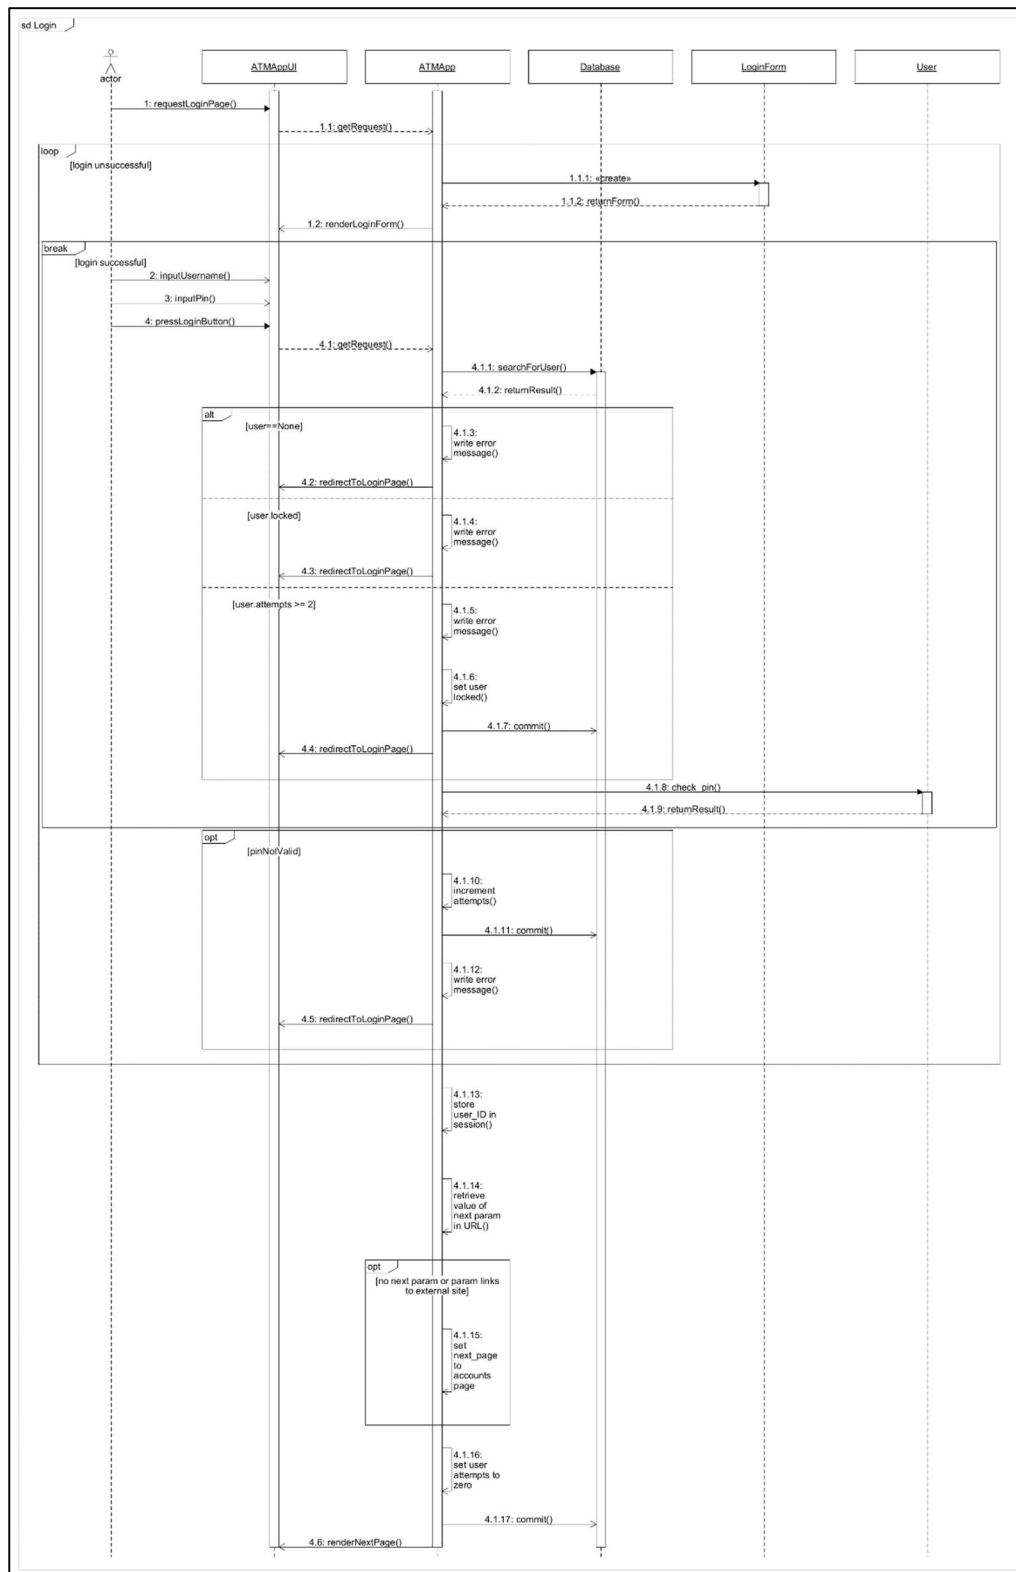 sd Login
actor
ATMAppUI
ATMApp
Database
LoginForm
User
1: requestLoginPage()
1.1: getRequest()
loop
[login unsuccessful]
1.1.1: «create»
1.1.2: returnForm()
1.2: renderLoginForm()
break
[login successful]
2: inputUsername()
3: inputPin()
4: pressLoginButton()
4.1: getRequest()
4.1.1: searchForUser()
4.1.2: returnResult()
alt
[user==None]
4.1.3:
write error
message()
4.2: redirectToLoginPage()
[user.locked]
4.1.4:
write error
message()
4.3: redirectToLoginPage()
[user.attempts >= 2]
4.1.5:
write error
message()
4.1.6:
set user
locked()
4.1.7: commit()
4.4: redirectToLoginPage()
4.1.8: check_pin()
4.1.9: returnResult()
opt
[pinNotValid]
4.1.10:
increment
attempts()
4.1.11: commit()
4.1.12:
write error
message()
4.5: redirectToLoginPage()
4.1.13:
store
user_ID in
session()
4.1.14:
retrieve
value of
next param
in URL()
opt
[no next param or param links
to external site]
4.1.15:
set
next_page
to
accounts
page
4.1.16:
set user
attempts to
zero
4.1.17: commit()
4.6: renderNextPage()